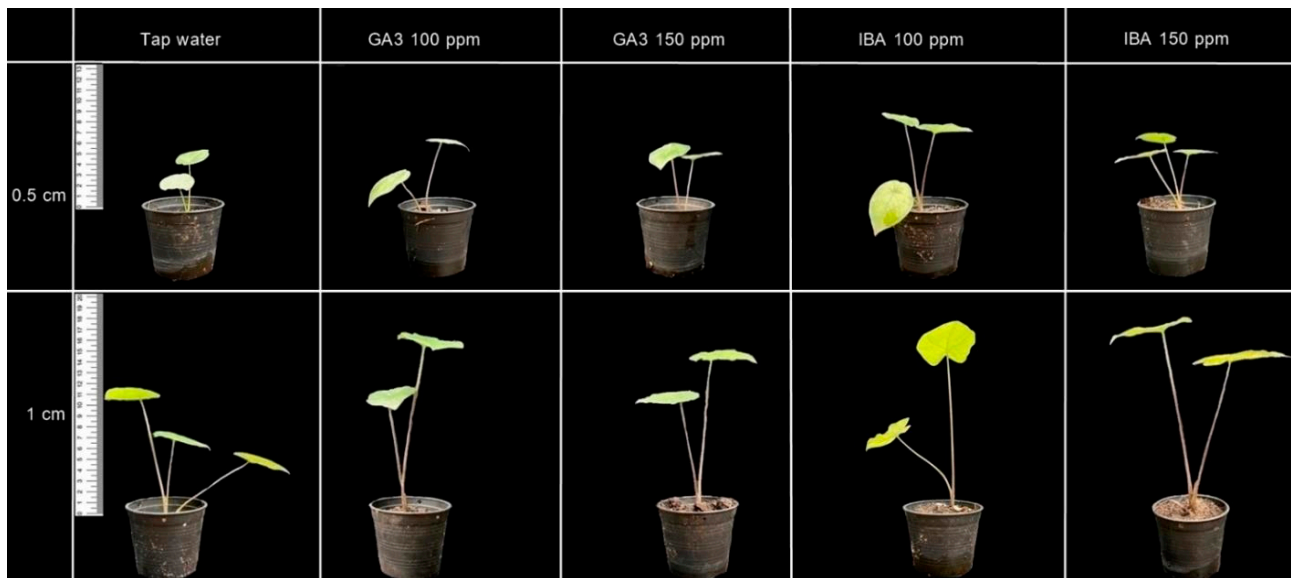 Tap water
GA3 100 ppm
GA3 150 ppm
IBA 100 ppm
IBA 150 ppm
0.5 cm
1 cm